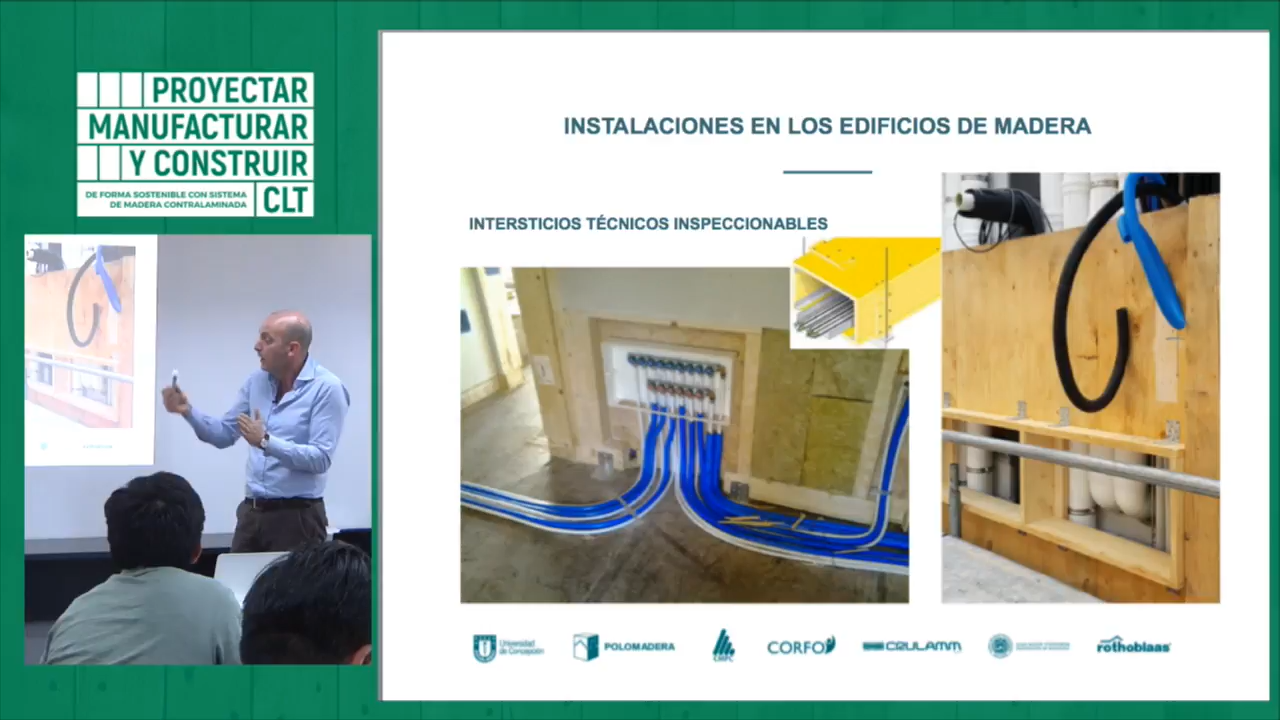 PROYECTAR
MANUFACTURAR
Y CONSTRUIR
DE FORMA SOSTENIBLE CON SISTEMA
DE MADERA CONTRALAMINADA
CLT
INSTALACIONES EN LOS EDIFICIOS DE MADERA
INTERSTICIOS TÉCNICOS INSPECCIONABLES
Universidad
de Concepción
POLOMADERA
CMPC
CORFO
CRULAMM
rothoblaas